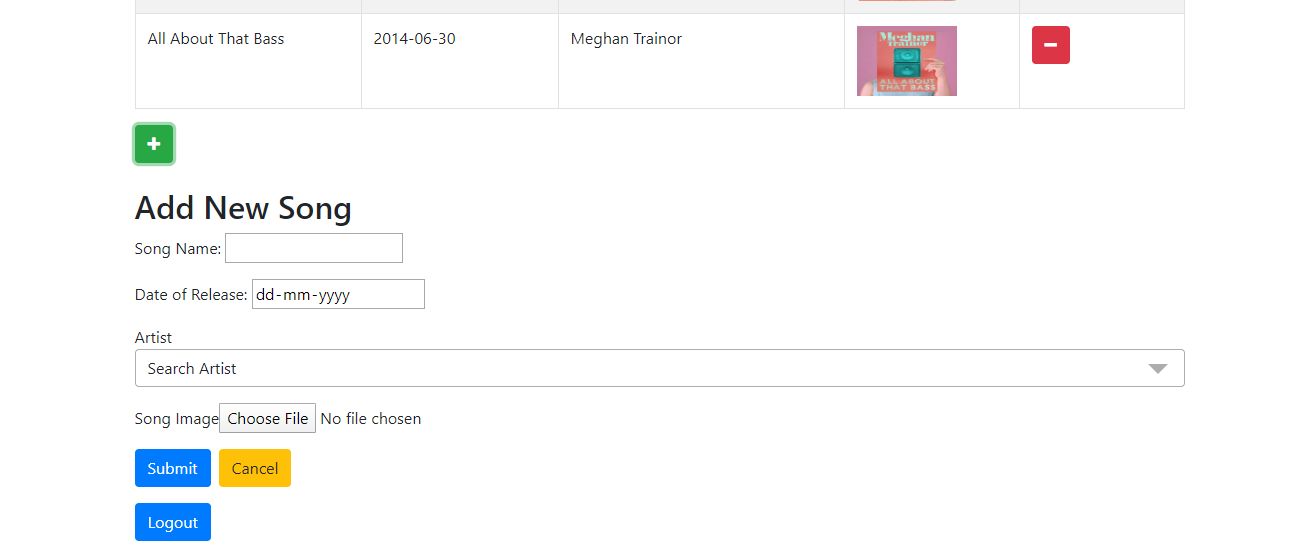 All About That Bass 2014-06-30 Meghan Trainor
Meghan
trainer
ALL ABOUT
THAT BASS
Add New Song
Song Name:
Date of Release: dd-mm-yyyy
Artist
Search Artist
Song Image Choose File No file chosen
Submit Cancel
Logout